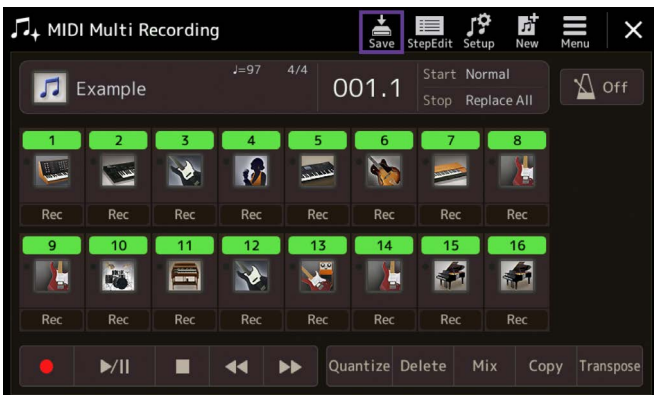 MIDI Multi Recording
Save StepEdit Setup New Menu
Example
♩=97 4/4
001.1
Start Normal
Stop Replace All
Off
1 2 3 4 5 6 7 8
Rec Rec Rec Rec Rec Rec Rec Rec
9 10 11 12 13 14 15 16
Rec Rec Rec Rec Rec Rec Rec Rec
Quantize Delete Mix Copy Transpose